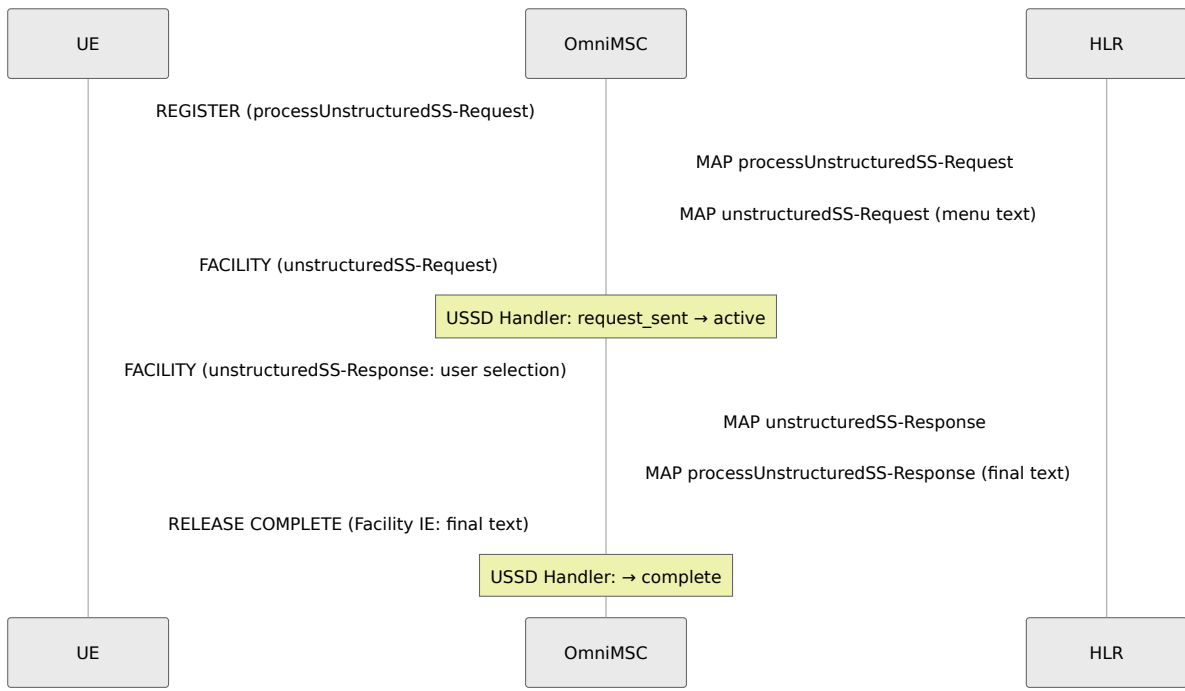 UE
OmniMSC
HLR
REGISTER (processUnstructuredSS-Request)
MAP processUnstructuredSS-Request
MAP unstructuredSS-Request (menu text)
FACILITY (unstructuredSS-Request)
USSD Handler: request_sent → active
FACILITY (unstructuredSS-Response: user selection)
MAP unstructuredSS-Response
MAP processUnstructuredSS-Response (final text)
RELEASE COMPLETE (Facility IE: final text)
USSD Handler: → complete
UE
OmniMSC
HLR